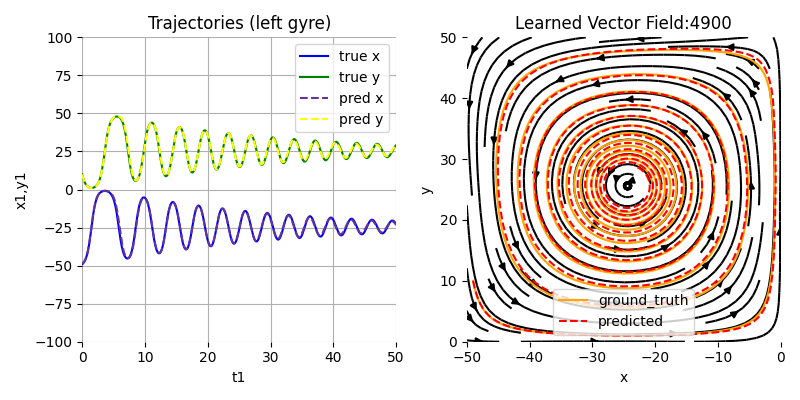 Trajectories (left gyre)
100
75
50
25
0
−25
−50
−75
−100
x1,y1
0 10 20 30 40 50
t1
true x
true y
pred x
pred y
Learned Vector Field:4900
50
40
30
20
10
0
y
−50 −40 −30 −20 −10 0
x
ground_truth
predicted